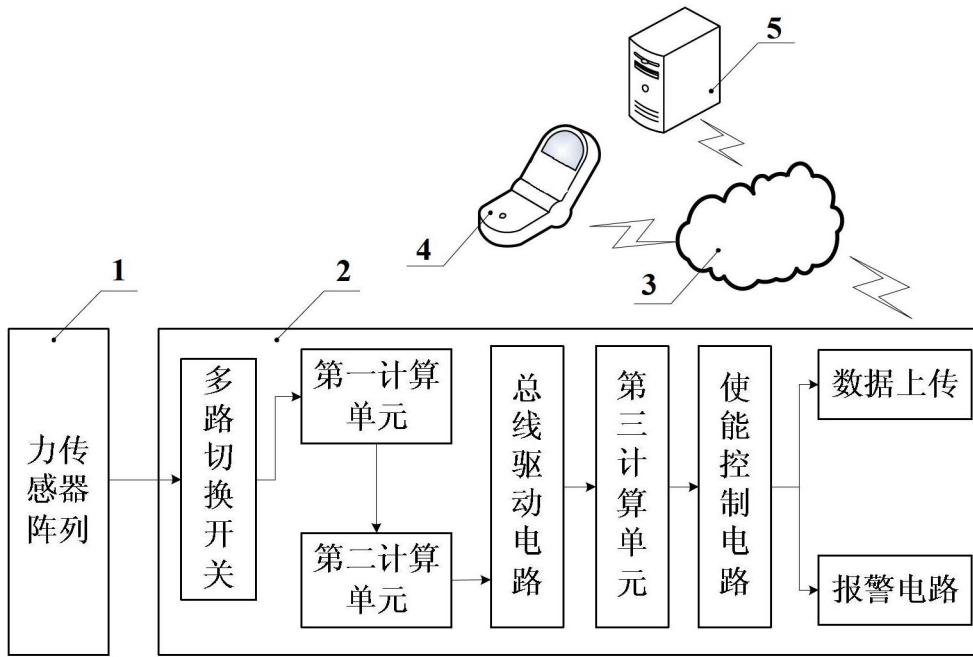 5
4
3
1
2
力传
感器
阵列
多
路
切
换
开
关
第一计算
单元
第二计算
单元
总
线
驱
动
电
路
第
三
计
算
单
元
使
能
控
制
电
路
数据上传
报警电路